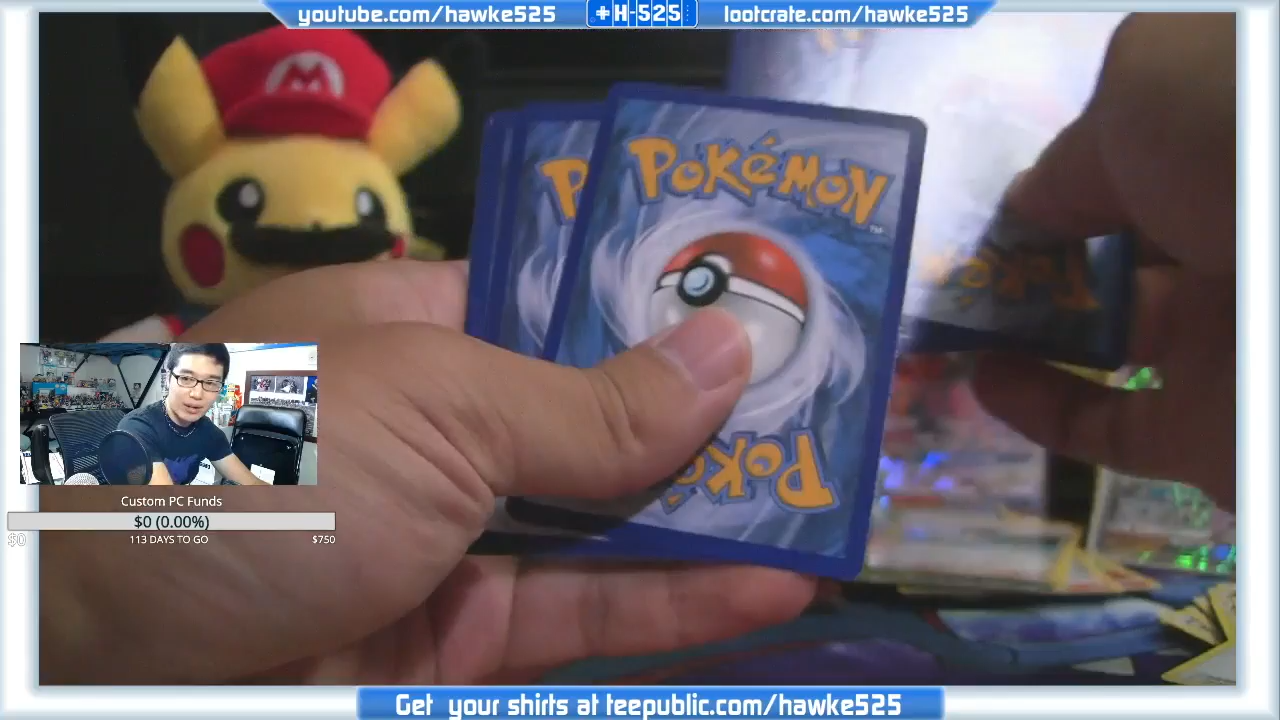 youtube.com/hawke525
+H-525
lootcrate.com/hawke525
M
POKéMON
TM
P
Poké
Custom PC Funds
$0 (0.00%)
$0
113 DAYS TO GO
$750
Get your shirts at teepublic.com/hawke525